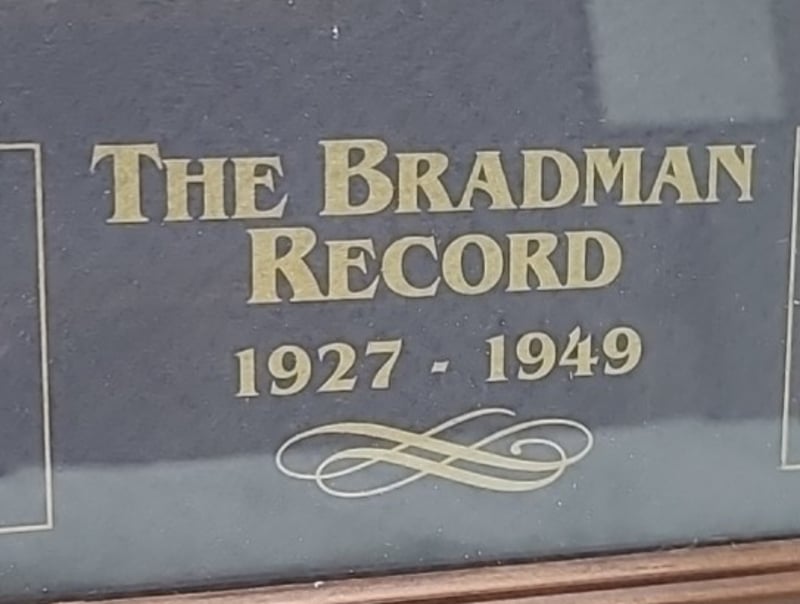 THE BRADMAN
RECORD
1927 - 1949